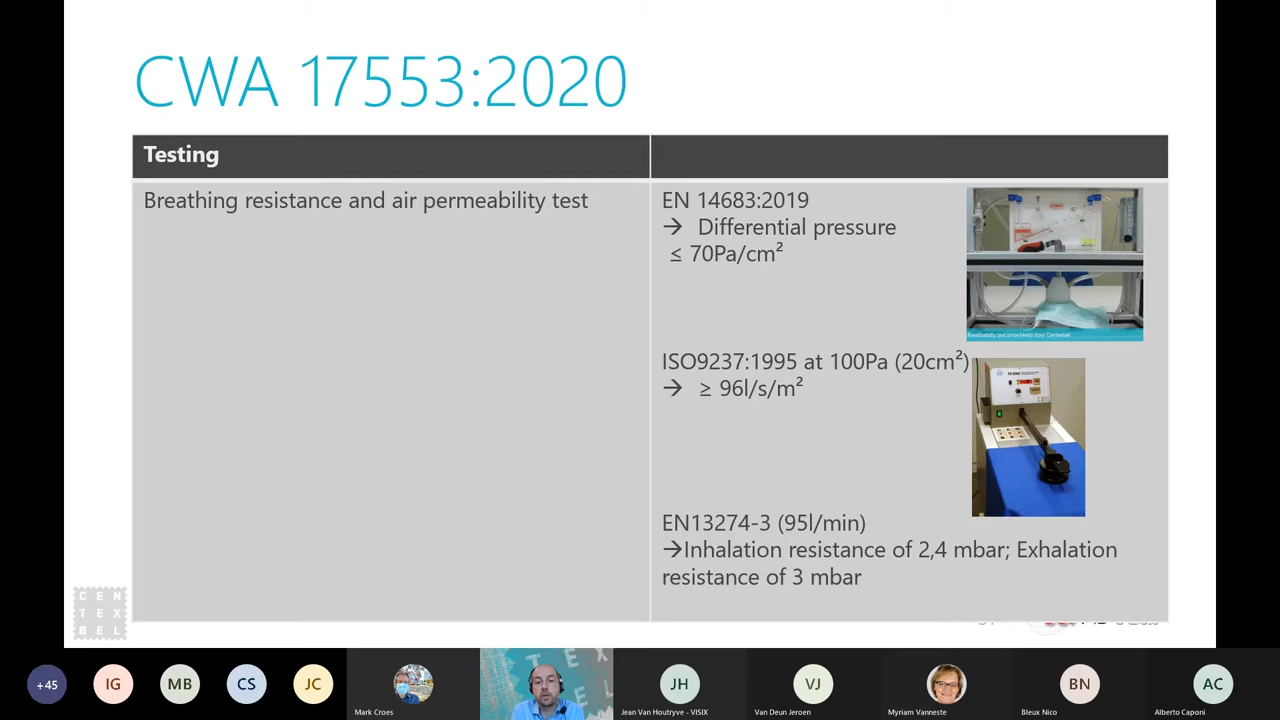 CWA 17553:2020
Testing
Breathing resistance and air permeability test
EN 14683:2019
→ Differential pressure
≤ 70Pa/cm²
ISO9237:1995 at 100Pa (20cm²)
→ ≥ 96l/s/m²
EN13274-3 (95l/min)
→Inhalation resistance of 2,4 mbar; Exhalation
resistance of 3 mbar
CEN
TEX
BEL
+45
IG
MB
CS
JC
Mark Croes
JH
Jean Van Houtryve - VISIX
VJ
Van Deun Jeroen
Myriam Vanneste
BN
Bleux Nico
AC
Alberto Caponi